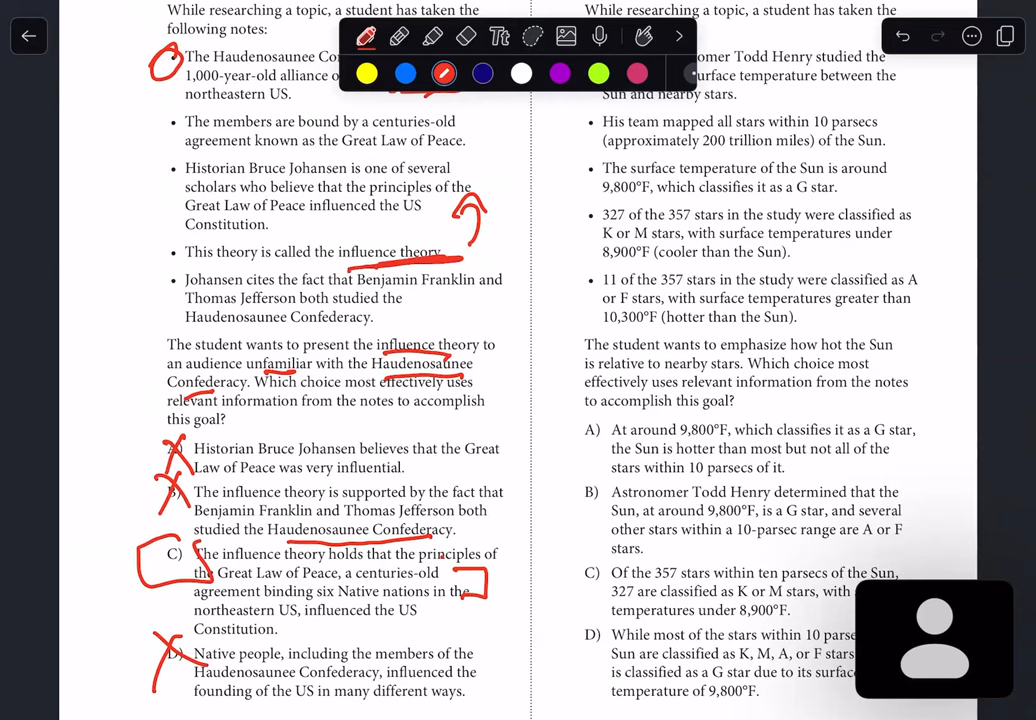 While researching a topic, a student has taken the
following notes:
• The Haudenosaunee
1,000-year-old alliance
northeastern US.
• The members are bound by a centuries-old
agreement known as the Great Law of Peace.
• Historian Bruce Johansen is one of several
scholars who believe that the principles of the
Great Law of Peace influenced the US
Constitution.
• This theory is called the influence theory.
• Johansen cites the fact that Benjamin Franklin and
Thomas Jefferson both studied the
Haudenosaunee Confederacy.
The student wants to present the influence theory to
an audience unfamiliar with the Haudenosaunee
Confederacy. Which choice most effectively uses
relevant information from the notes to accomplish
this goal?
A) Historian Bruce Johansen believes that the Great
Law of Peace was very influential.
B) The influence theory is supported by the fact that
Benjamin Franklin and Thomas Jefferson both
studied the Haudenosaunee Confederacy.
C) The influence theory holds that the principles of
the Great Law of Peace, a centuries-old
agreement binding six Native nations in the
northeastern US, influenced the US
Constitution.
D) Native people, including the members of the
Haudenosaunee Confederacy, influenced the
founding of the US in many different ways.
While researching a topic, a student has taken the
Todd Henry studied the
surface temperature between the
Sun and nearby stars.
• His team mapped all stars within 10 parsecs
(approximately 200 trillion miles) of the Sun.
• The surface temperature of the Sun is around
9,800°F, which classifies it as a G star.
• 327 of the 357 stars in the study were classified as
K or M stars, with surface temperatures under
8,900°F (cooler than the Sun).
• 11 of the 357 stars in the study were classified as A
or F stars, with surface temperatures greater than
10,300°F (hotter than the Sun).
The student wants to emphasize how hot the Sun
is relative to nearby stars. Which choice most
effectively uses relevant information from the notes
to accomplish this goal?
A) At around 9,800°F, which classifies it as a G star,
the Sun is hotter than most but not all of the
stars within 10 parsecs of it.
B) Astronomer Todd Henry determined that the
Sun, at around 9,800°F, is a G star, and several
other stars within a 10-parsec range are A or F
stars.
C) Of the 357 stars within ten parsecs of the Sun,
327 are classified as K or M stars, with
temperatures under 8,900°F.
D) While most of the stars within 10
Sun are classified as K, M, A, or F stars
is classified as a G star due to its
temperature of 9,800°F.
Tt